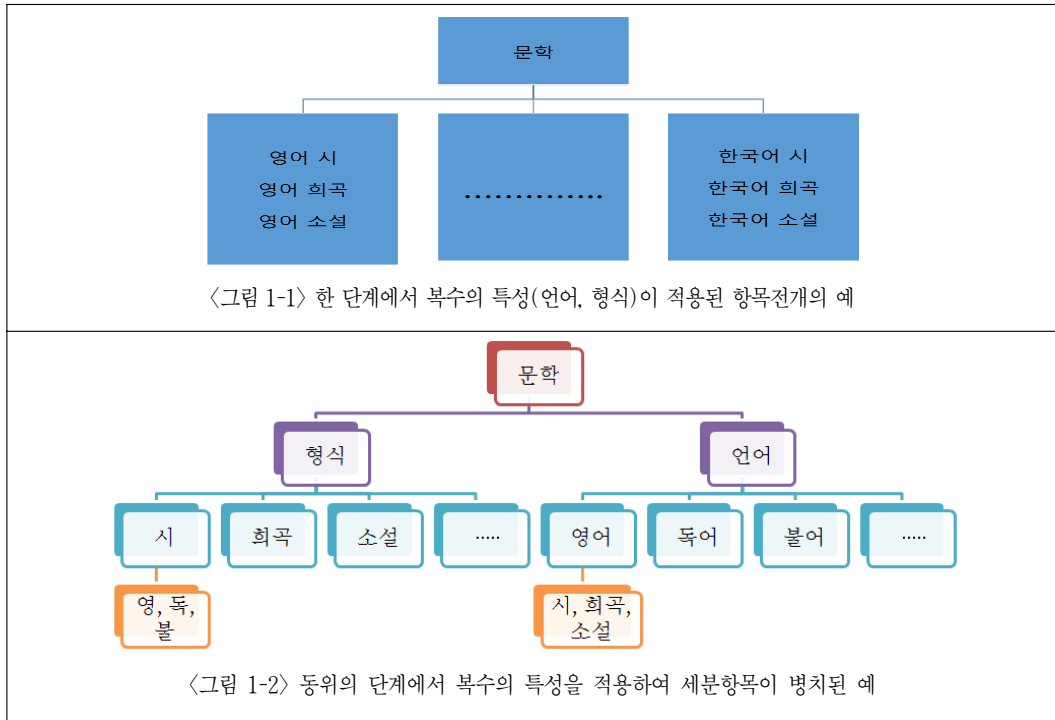 문학
영어 시
영어 희곡
영어 소설
..............
한국어 시
한국어 희곡
한국어 소설
〈그림 1-1〉 한 단계에서 복수의 특성(언어, 형식)이 적용된 항목전개의 예
문학
형식
언어
시
희곡
소설
.....
영어
독어
불어
.....
영, 독,
불
시, 희곡,
소설
〈그림 1-2〉 동위의 단계에서 복수의 특성을 적용하여 세분항목이 병치된 예